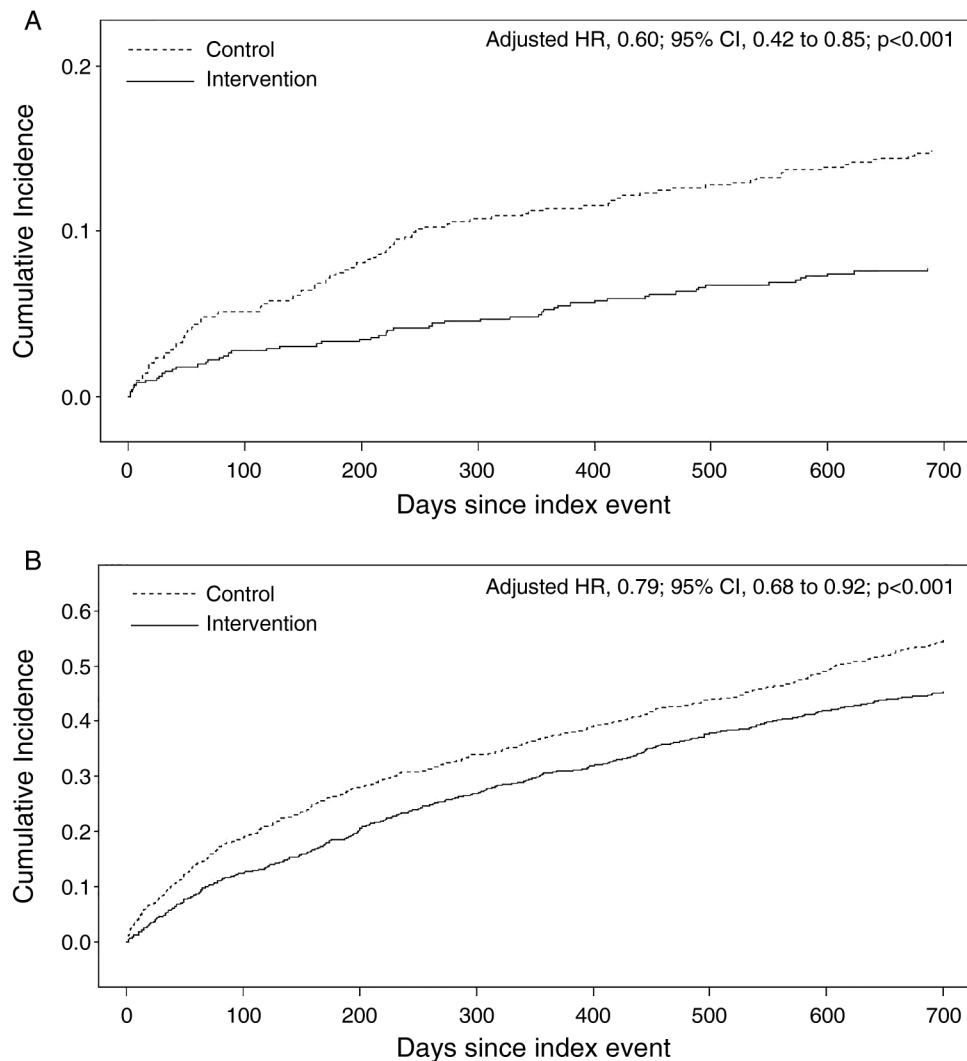 A
Control
Intervention
Adjusted HR, 0.60; 95% CI, 0.42 to 0.85; p<0.001
Cumulative Incidence
0.2
0.1
0.0
0 100 200 300 400 500 600 700
Days since index event
B
Control
Intervention
Adjusted HR, 0.79; 95% CI, 0.68 to 0.92; p<0.001
Cumulative Incidence
0.6
0.5
0.4
0.3
0.2
0.1
0.0
0 100 200 300 400 500 600 700
Days since index event